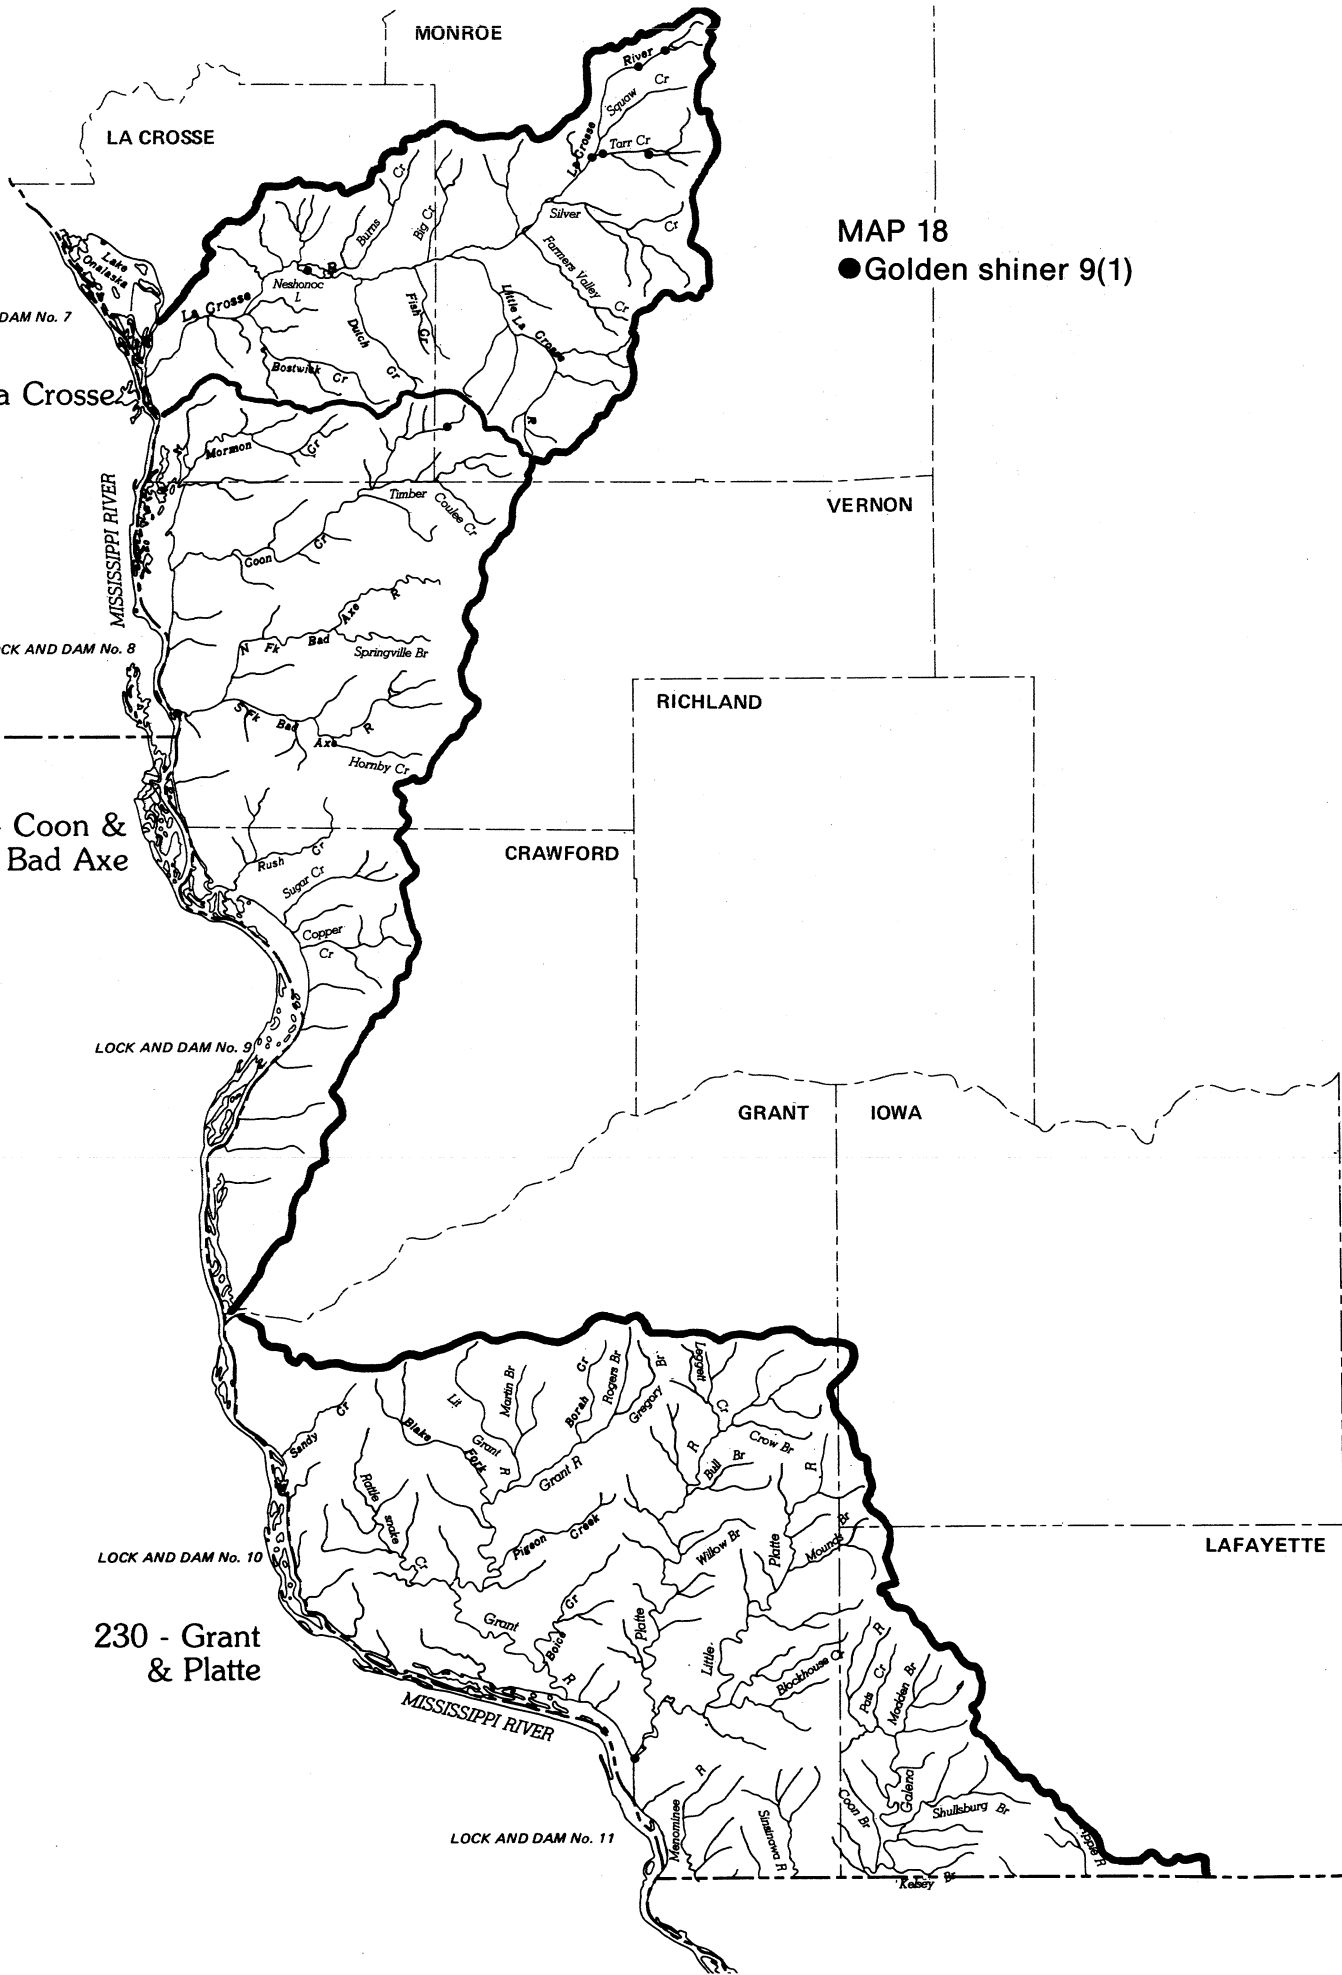 MONROE
LA CROSSE
River
Cr
Squaw
La Crosse
Tarr Cr
Silver
Cr
Farmers Valley
Cr
Burns
Cr
Big Cr
MAP 18
●Golden shiner 9(1)
Lake
Onalaska
R
Neshonoc
L
La Crosse
DAM No. 7
Dutch
Cr
Fish Cr
Little La Crosse
R
Bostwick Cr
a Crosse
Mormon
Cr
MISSISSIPPI RIVER
Timber
Coulee Cr
VERNON
Coon
Cr
N Fk Bad Axe R
Springville Br
CK AND DAM No. 8
RICHLAND
S Fk Bad Axe R
Hornby Cr
Coon &
Bad Axe
CRAWFORD
Rush Cr
Sugar Cr
Copper
Cr
LOCK AND DAM No. 9
GRANT
IOWA
Sandy Cr
Blake
Fork
Lit
Grant
R
Martin Br
Borah Cr
Rogers Br
Gregory Br
Leggett
Cr
Grant R
Crow Br
Bull Br
R
R
Rattle
snake
Cr
Pigeon Creek
Willow Br
Platte
Mounds Br
LAFAYETTE
LOCK AND DAM No. 10
230 - Grant
& Platte
Grant
R
Boice
Cr
Platte
Little
Blockhouse Cr
R
Pats Cr
Madden Br
MISSISSIPPI RIVER
Menominee
R
Sinsinawa R
Coon Br
Galena
Shullsburg Br
LOCK AND DAM No. 11
Kelsey Br